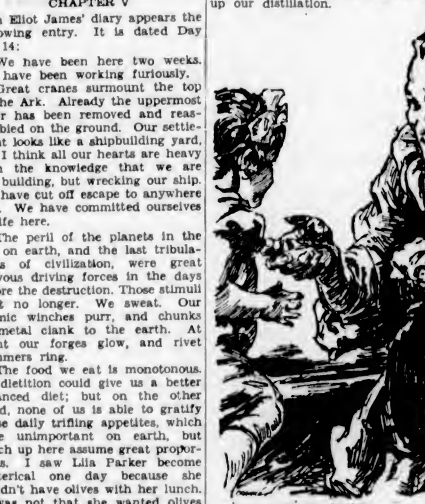 CHAPTER V
Eliot James' diary appears the
owing entry. It is dated Day
14:
We have been here two weeks.
have been working furiously.
Great cranes surmount the top
he Ark. Already the uppermost
r has been removed and reas-
bled on the ground. Our settle-
t looks like a shipbuilding yard,
I think all our hearts are heavy
the knowledge that we are
building, but wrecking our ship.
have cut off escape to anywhere
We have committed ourselves
ife here.
The peril of the planets in the
on earth, and the last tribula-
s of civilization, were great
vous driving forces in the days
ore the destruction. Those stimuli
t no longer. We sweat. Our
mic winches purr, and chunks
metal clank to the earth. At
nt our forges glow, and rivet
mmers ring.
The food we eat is monotonous.
dietition could give us a better
anced diet; but on the other
d, none of us is able to gratify
se daily trifling appetites, which
e unimportant on earth, but
ch up here assume great propor-
s. I saw Lila Parker become
terical one day because she
dn't have olives with her lunch.
was not that she wanted olives
up our distillation.